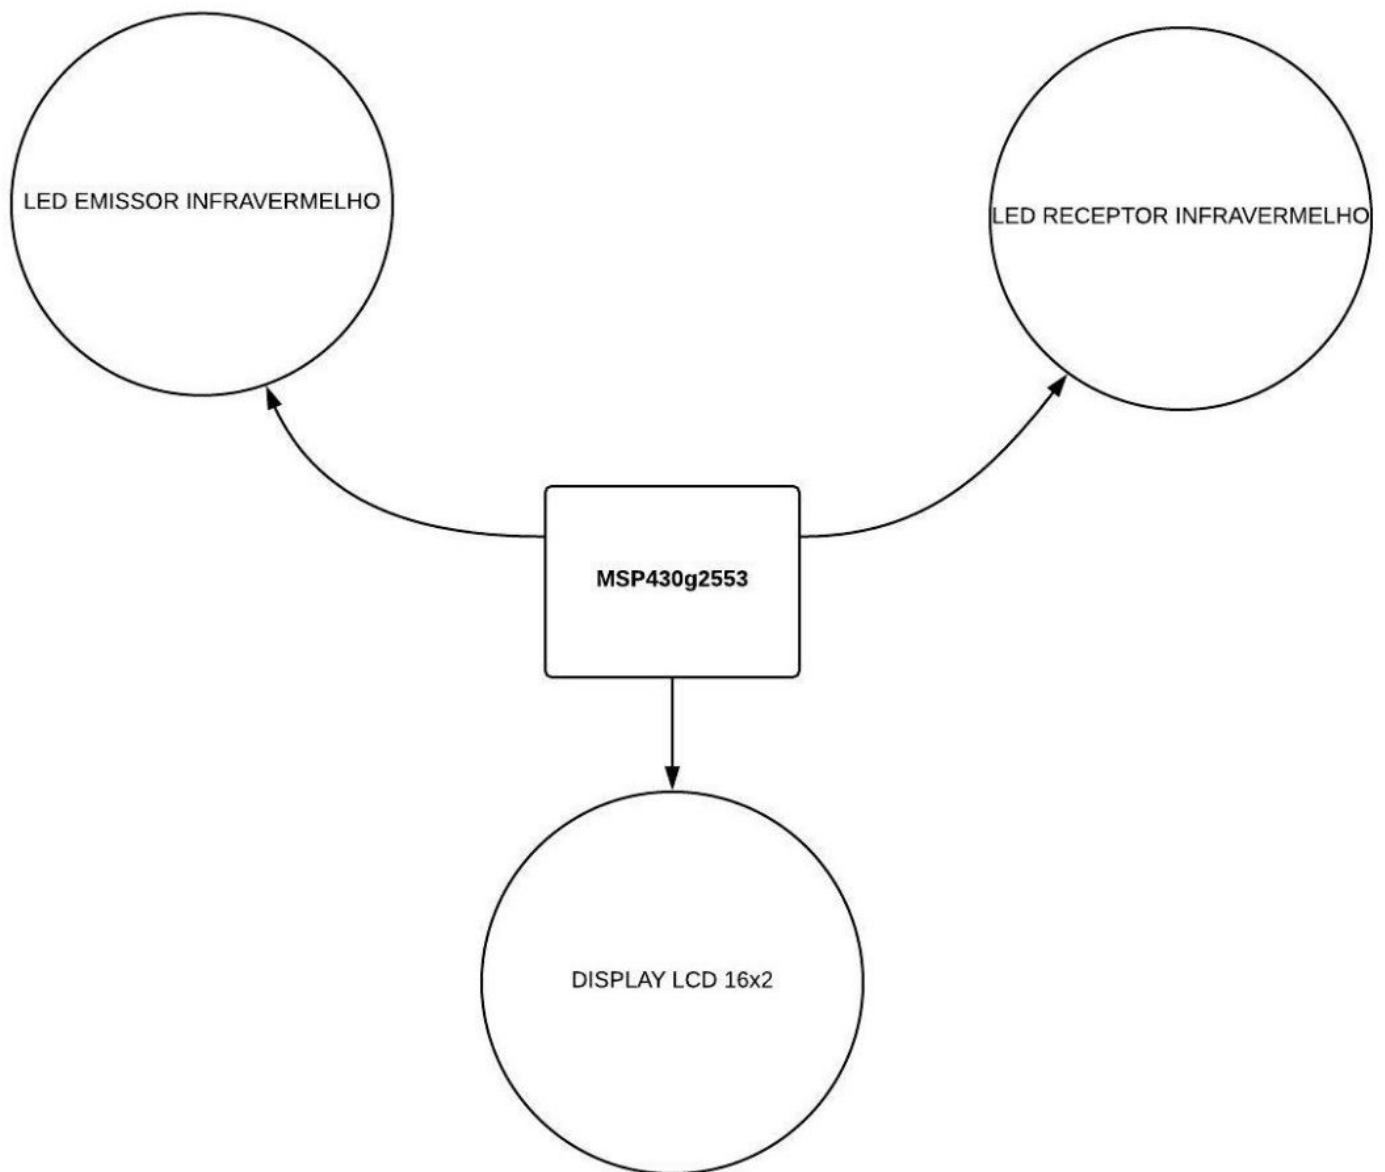 LED EMISSOR INFRAVERMELHO
LED RECEPTOR INFRAVERMELHO
MSP430g2553
DISPLAY LCD 16x2